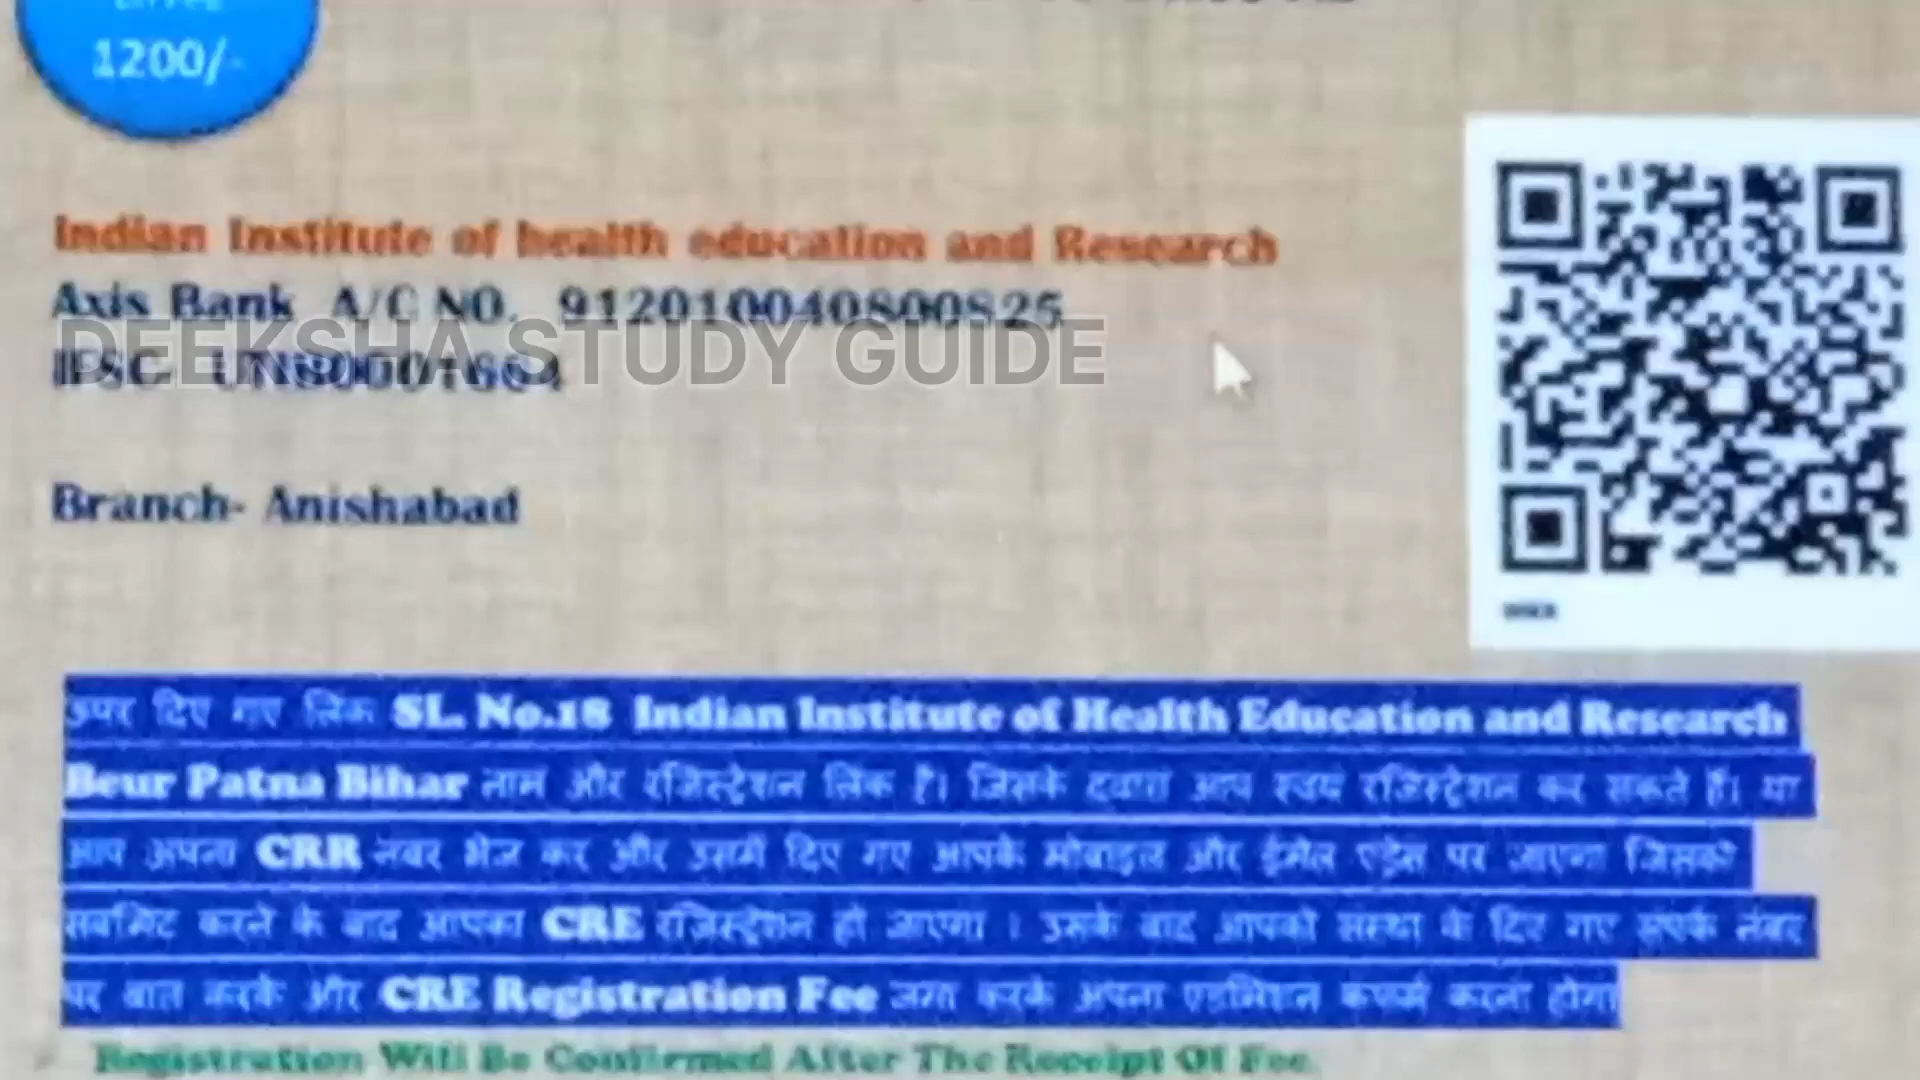 1200/-
Indian Institute of health education and Research
Axis Bank A/C NO. 912010040800825
DEEKSHA STUDY GUIDE
IFSC-
Branch- Anishabad
उपर दिए गए लिंक SL. No.18 Indian Institute of Health Education and Research
Beur Patna Bihar नाम और रजिस्ट्रेशन लिंक है। जिसके द्वारा आप स्वयं रजिस्ट्रेशन कर सकते हैं। या
आप अपना CRR नंबर भेज कर और उसमें दिए गए आपके मोबाइल और ईमेल एड्रेस पर जाएगा जिसको
सबमिट करने के बाद आपका CRE रजिस्ट्रेशन हो जाएगा । उसके बाद आपको संस्था के दिए गए संपर्क नंबर
पर बात करके और CRE Registration Fee जमा करके अपना एडमिशन कंफर्म करना होगा
Registration Will Be Confirmed After The Receipt Of Fee.